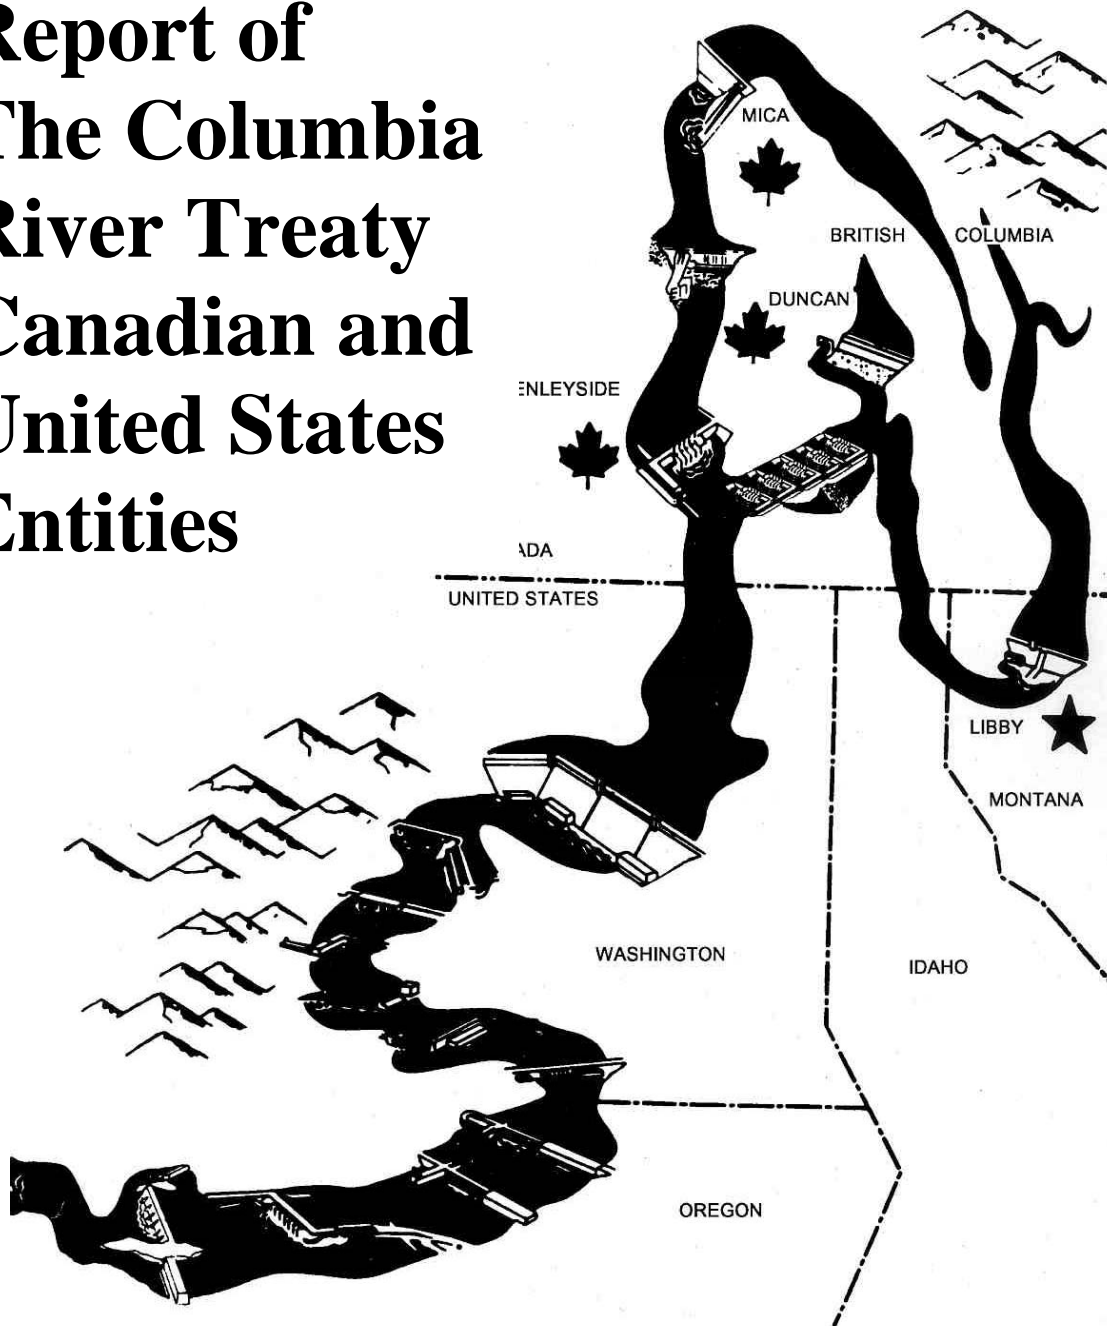 Report of
The Columbia
River Treaty
Canadian and
United States
Entities
MICA
BRITISH COLUMBIA
DUNCAN
ENLEYSIDE
ADA
UNITED STATES
LIBBY
MONTANA
WASHINGTON
IDAHO
OREGON